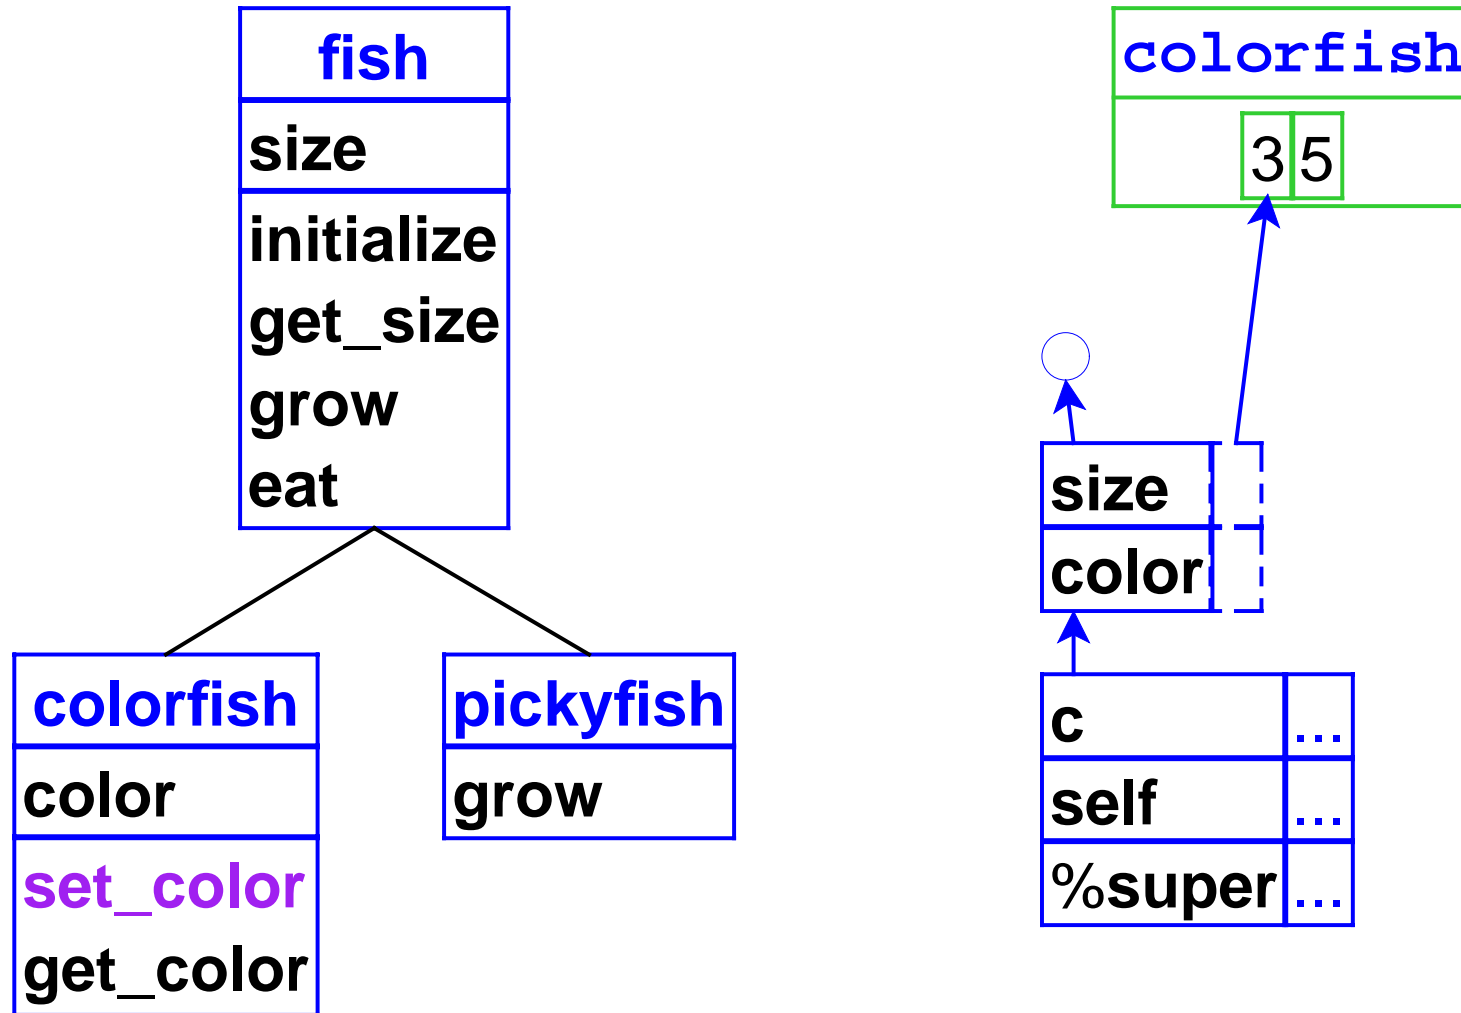 fish
size
initialize
get_size
grow
eat
colorfish
color
set_color
get_color
pickyfish
grow
colorfish
3 5
size
color
c ...
self ...
%super ...